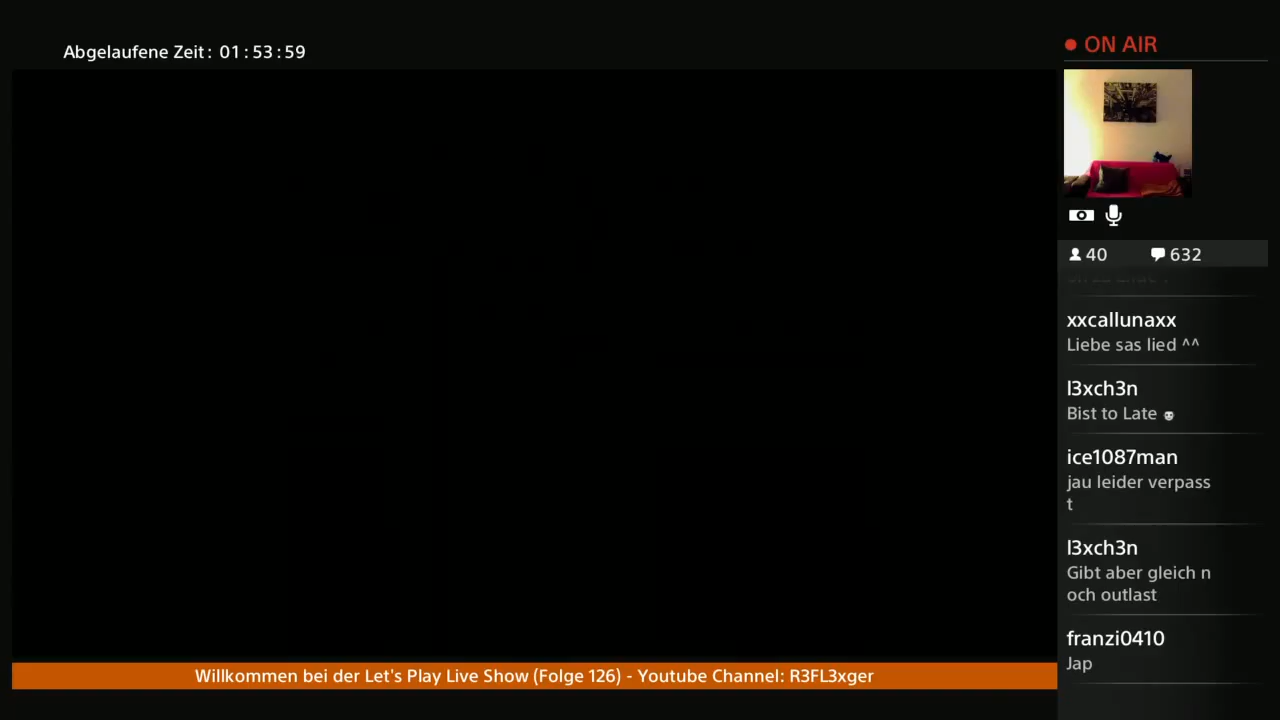 Abgelaufene Zeit: 01:53:59
ON AIR
40 632
xxcallunaxx
Liebe sas lied ^^
l3xch3n
Bist to Late
ice1087man
jau leider verpass
t
l3xch3n
Gibt aber gleich n
och outlast
franzi0410
Jap
Willkommen bei der Let's Play Live Show (Folge 126) - Youtube Channel: R3FL3xger